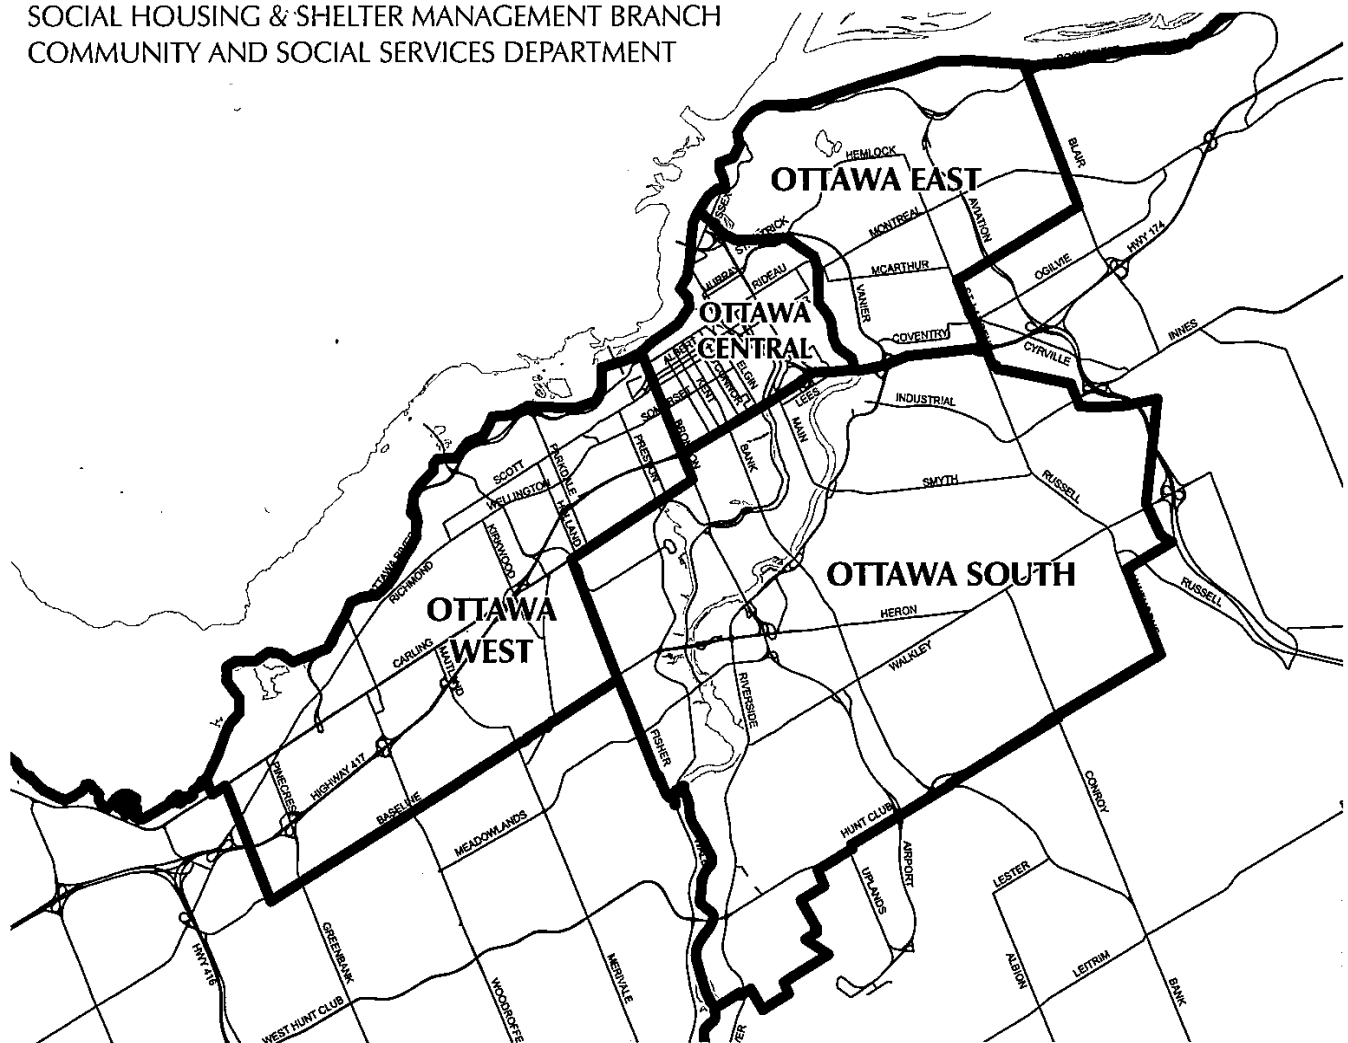 SOCIAL HOUSING & SHELTER MANAGEMENT BRANCH
COMMUNITY AND SOCIAL SERVICES DEPARTMENT
BLAIR
HEMLOCK
OTTAWA EAST
AVIATION
MONTREAL
HWY 174
OGILVIE
MCARTHUR
RIDEAU
VANIER
OTTAWA
CENTRAL
COVENTRY
INNES
CYRVILLE
ALBERT
ELGIN
KENT
O'CONNOR
SOMERSET
LEES
MAIN
INDUSTRIAL
BRONSON
PRESTON
BANK
SCOTT
PARKDALE
WELLINGTON
HOLLAND
SMYTH
RUSSELL
KIRKWOOD
OTTAWA RIVER
RICHMOND
OTTAWA SOUTH
RUSSELL
OTTAWA
WEST
HERON
CARLING
MAITLAND
WALKLEY
RIVERSIDE
FISHER
HIGHWAY 417
BASELINE
MEADOWLANDS
HUNT CLUB
CONROY
AIRPORT
UPLANDS
LESTER
GREENBANK
HWY 416
MERIVALE
WOODROFFE
WEST HUNT CLUB
ALBION
LEITRIM
BANK